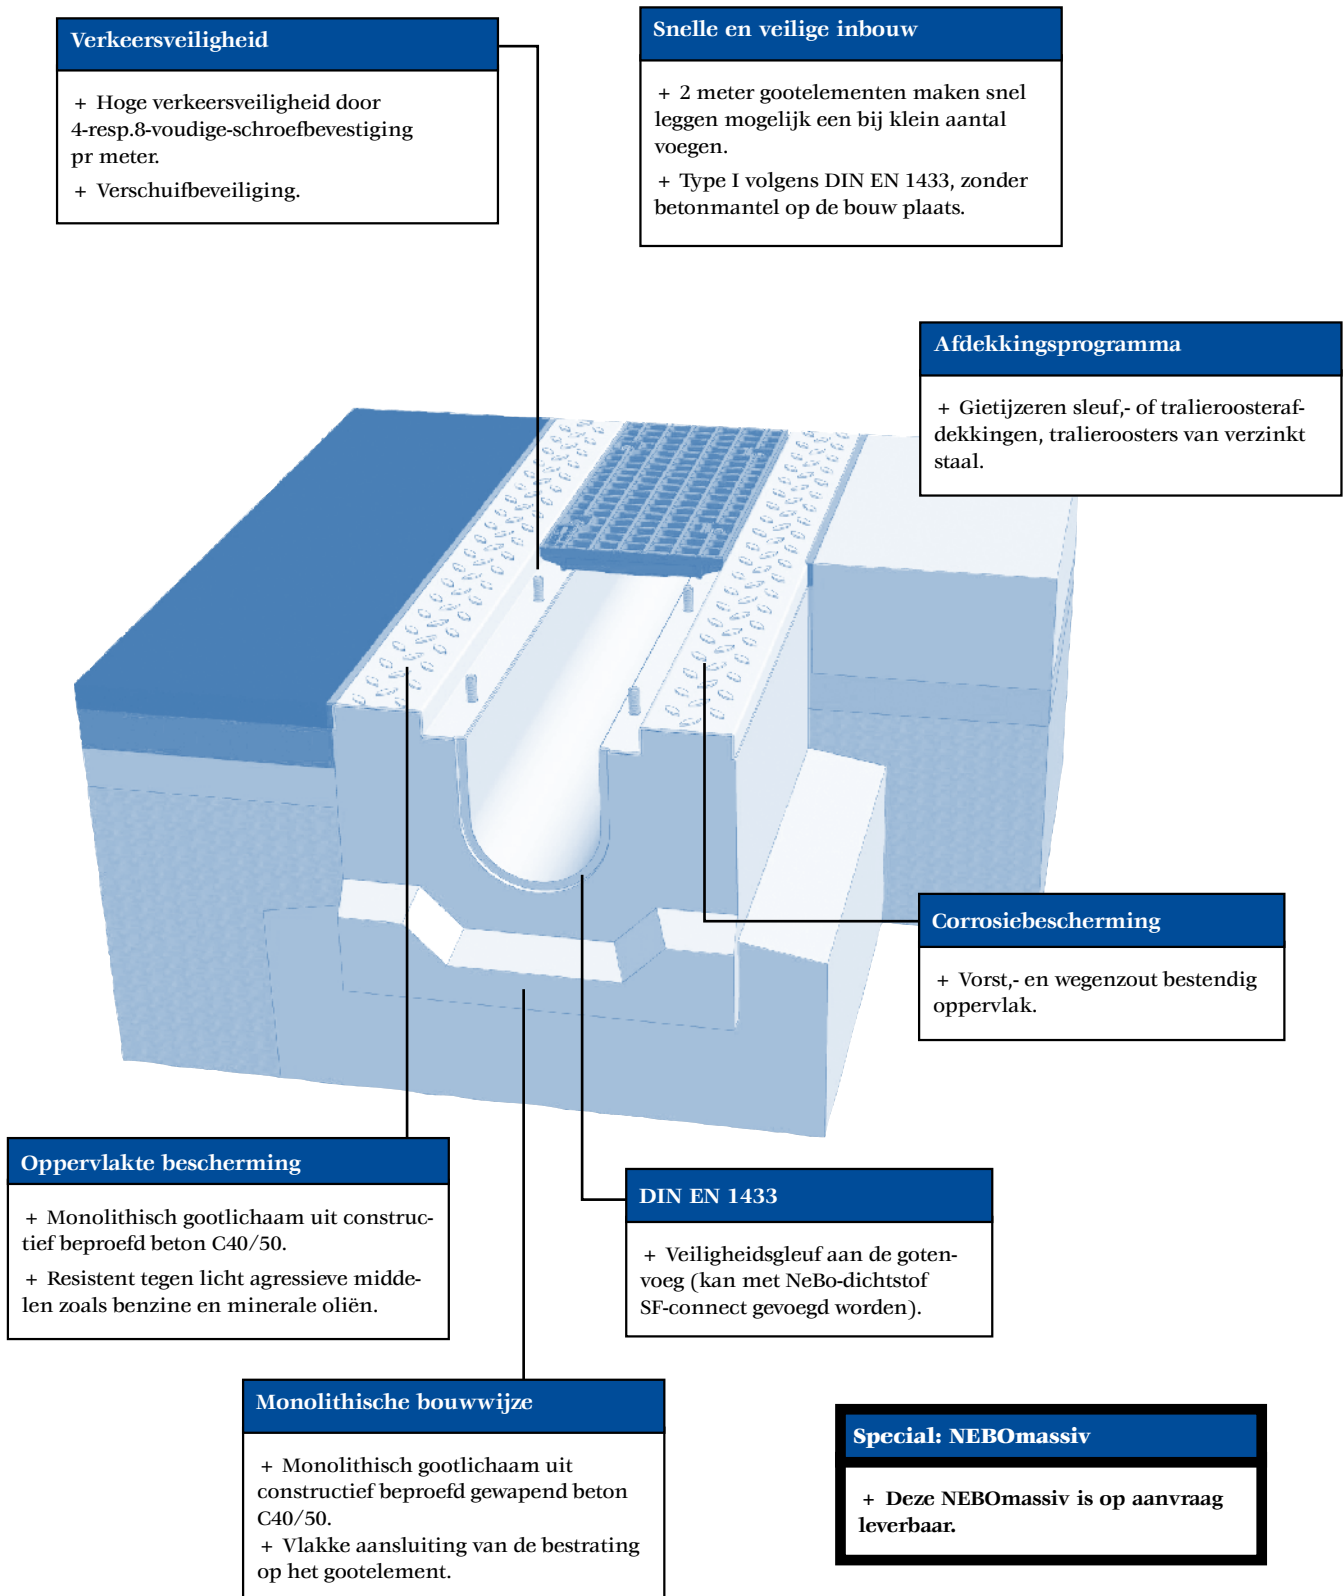 Verkeersveiligheid
+ Hoge verkeersveiligheid door
4-resp.8-voudige-schroefbevestiging
pr meter.
+ Verschuifbeveiliging.
Snelle en veilige inbouw
+ 2 meter gootelementen maken snel
leggen mogelijk een bij klein aantal
voegen.
+ Type I volgens DIN EN 1433, zonder
betonmantel op de bouw plaats.
Afdekkingsprogramma
+ Gietijzeren sleuf,- of tralieroosteraf-
dekkingen, tralieroosters van verzinkt
staal.
Corrosiebescherming
+ Vorst,- en wegenzout bestendig
oppervlak.
Oppervlakte bescherming
+ Monolithisch gootlichaam uit construc-
tief beproefd beton C40/50.
+ Resistent tegen licht agressieve midde-
len zoals benzine en minerale oliën.
DIN EN 1433
+ Veiligheidsgleuf aan de goten-
voeg (kan met NeBo-dichtstof
SF-connect gevoegd worden).
Monolithische bouwwijze
+ Monolithisch gootlichaam uit
constructief beproefd gewapend beton
C40/50.
+ Vlakke aansluiting van de bestrating
op het gootelement.
Special: NEBOmassiv
+ Deze NEBOmassiv is op aanvraag
leverbaar.